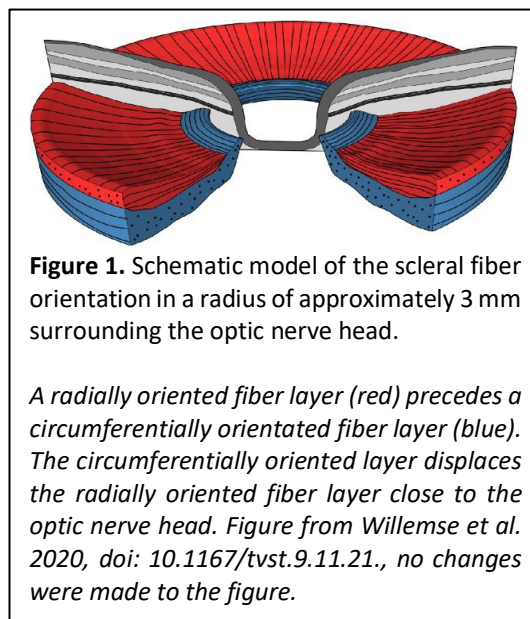 Figure 1. Schematic model of the scleral fiber
orientation in a radius of approximately 3 mm
surrounding the optic nerve head.
A radially oriented fiber layer (red) precedes a
circumferentially orientated fiber layer (blue).
The circumferentially oriented layer displaces
the radially oriented fiber layer close to the
optic nerve head. Figure from Willemse et al.
2020, doi: 10.1167/tvst.9.11.21., no changes
were made to the figure.